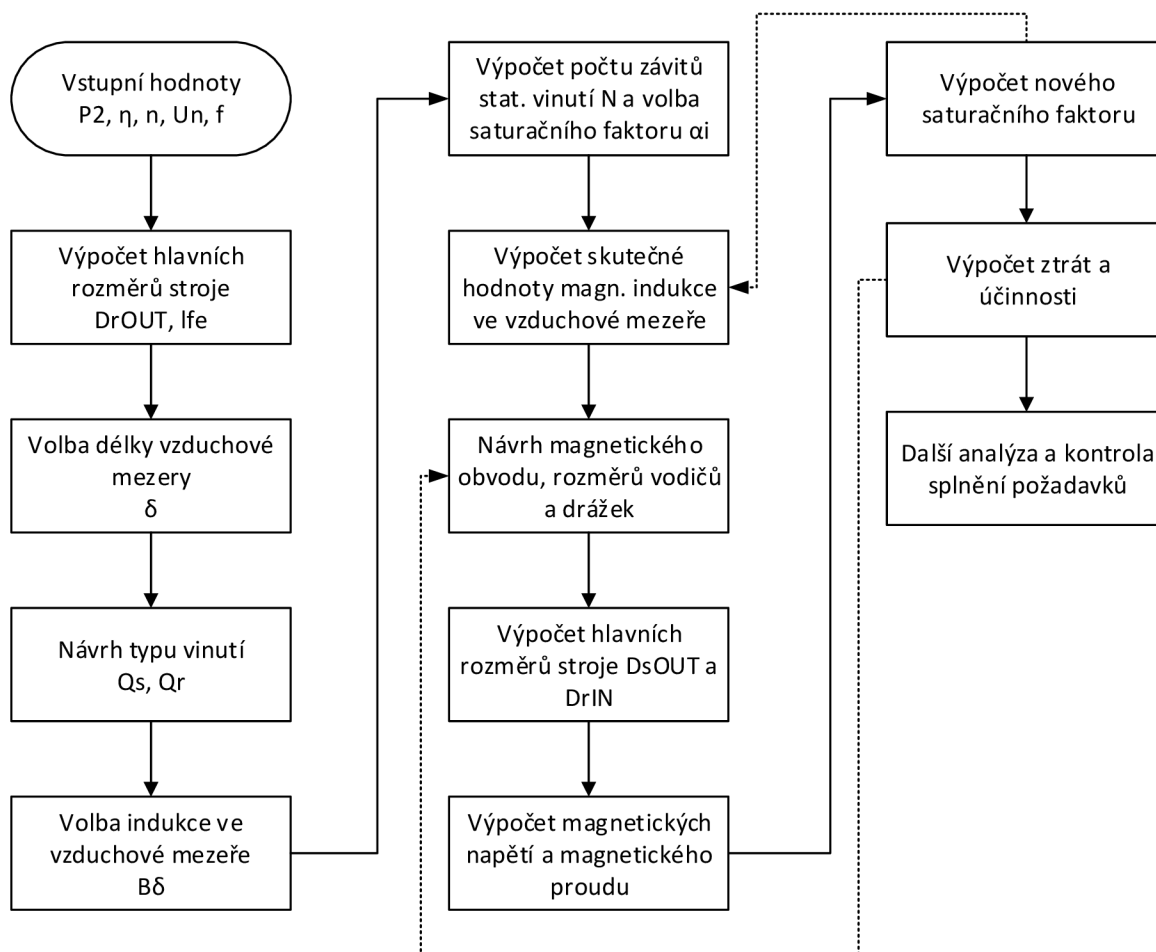 Vstupní hodnoty
P2, η, n, Un, f
Výpočet hlavních
rozměrů stroje
DrOUT, lfe
Volba délky vzduchové
mezery
δ
Návrh typu vinutí
Qs, Qr
Volba indukce ve
vzduchové mezeře
Bδ
Výpočet počtu závitů
stat. vinutí N a volba
saturačního faktoru αi
Výpočet skutečné
hodnoty magn. indukce
ve vzduchové mezeře
Návrh magnetického
obvodu, rozměrů vodičů
a drážek
Výpočet hlavních
rozměrů stroje DsOUT a
DrIN
Výpočet magnetických
napětí a magnetického
proudu
Výpočet nového
saturačního faktoru
Výpočet ztrát a
účinnosti
Další analýza a kontrola
splnění požadavků